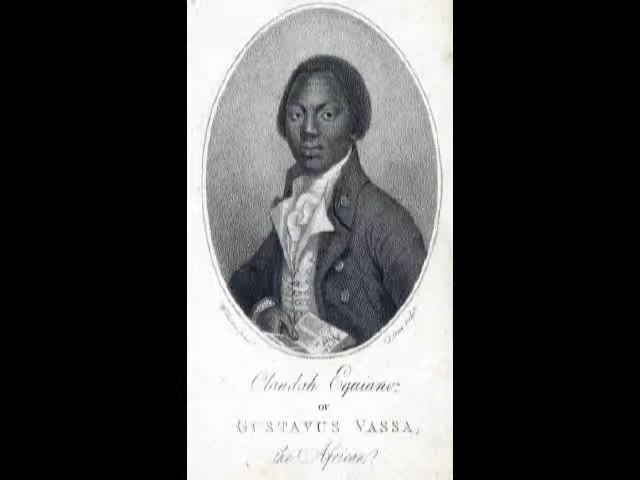 Olaudah Equiano;
or
GUSTAVUS VASSA,
the African.